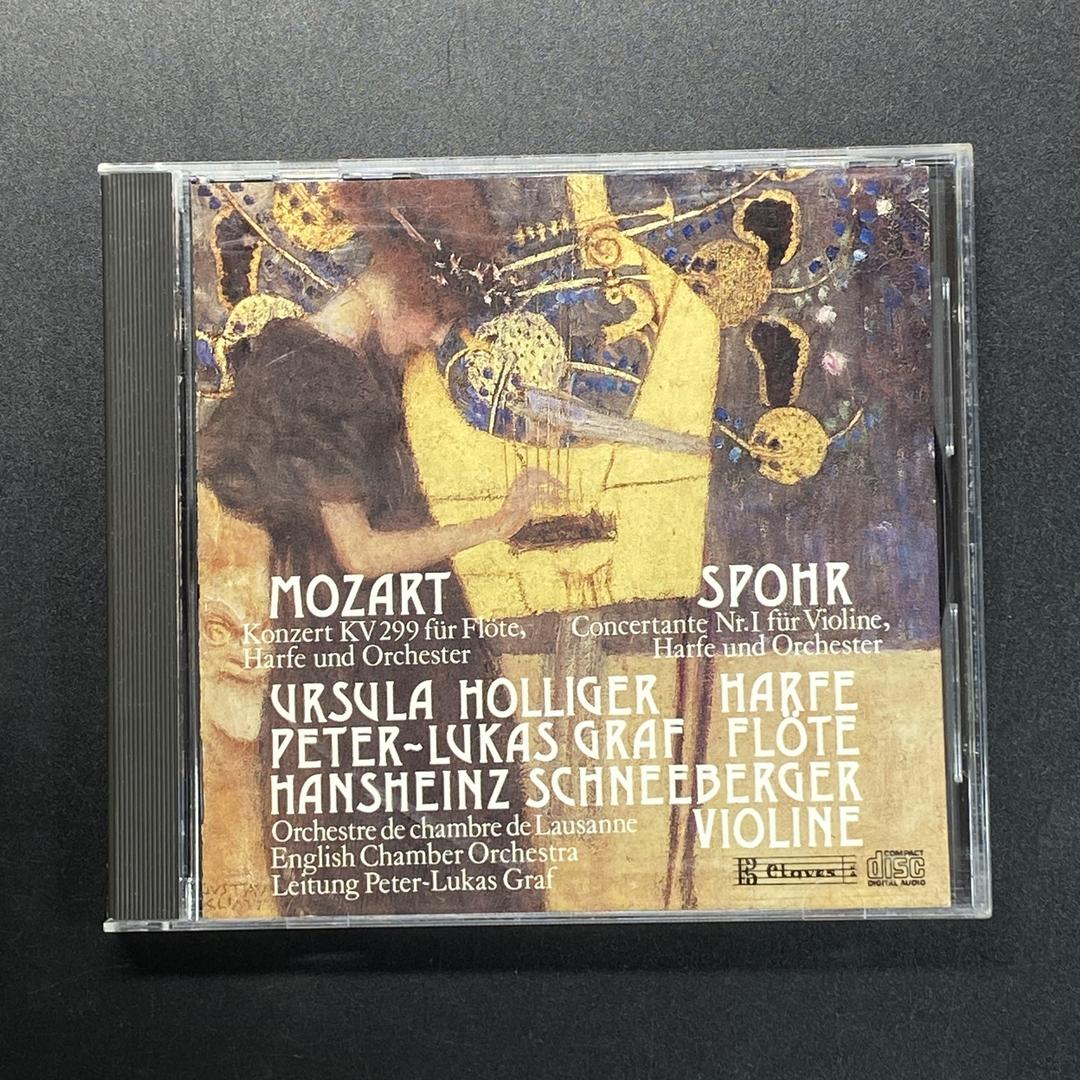 MOZART
Konzert KV 299 für Flöte,
Harfe und Orchester
SPOHR
Concertante Nr. I für Violine,
Harfe und Orchester
URSULA HOLLIGER HARFE
PETER-LUKAS GRAF FLÖTE
HANSHEINZ SCHNEEBERGER
VIOLINE
Orchestre de chambre de Lausanne
English Chamber Orchestra
Leitung Peter-Lukas Graf
Claves
COMPACT
disc
DIGITAL AUDIO
GUSTAV
KLIMT